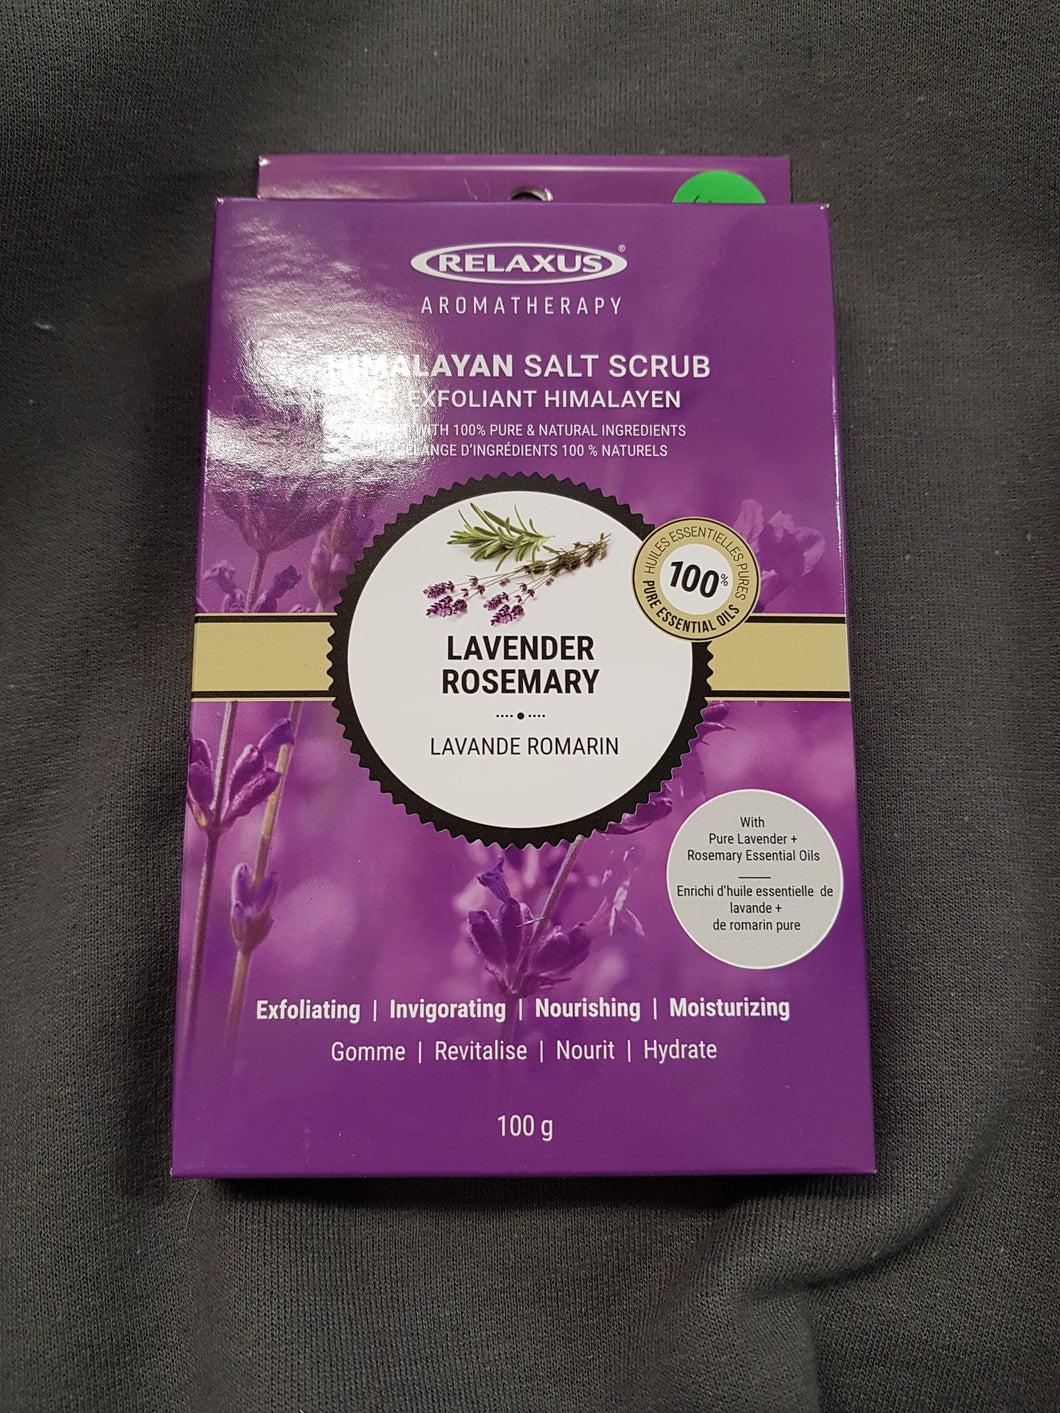 RELAXUS®
AROMATHERAPY
HIMALAYAN SALT SCRUB
EXFOLIANT HIMALAYEN
WITH 100% PURE & NATURAL INGREDIENTS
MÉLANGE D'INGRÉDIENTS 100 % NATURELS
HUILES ESSENTIELLES PURES
100%
PURE ESSENTIAL OILS
LAVENDER
ROSEMARY
LAVANDE ROMARIN
With
Pure Lavender +
Rosemary Essential Oils
Enrichi d'huile essentielle de
lavande +
de romarin pure
Exfoliating | Invigorating | Nourishing | Moisturizing
Gomme | Revitalise | Nourit | Hydrate
100 g